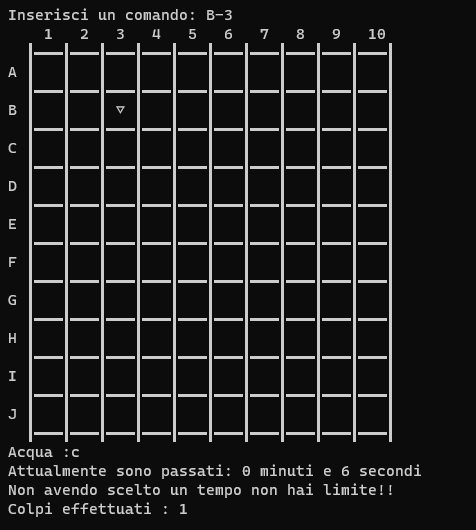 Inserisci un comando: B-3
1 2 3 4 5 6 7 8 9 10
A
B ▽
C
D
E
F
G
H
I
J
Acqua :c
Attualmente sono passati: 0 minuti e 6 secondi
Non avendo scelto un tempo non hai limite!!
Colpi effettuati : 1